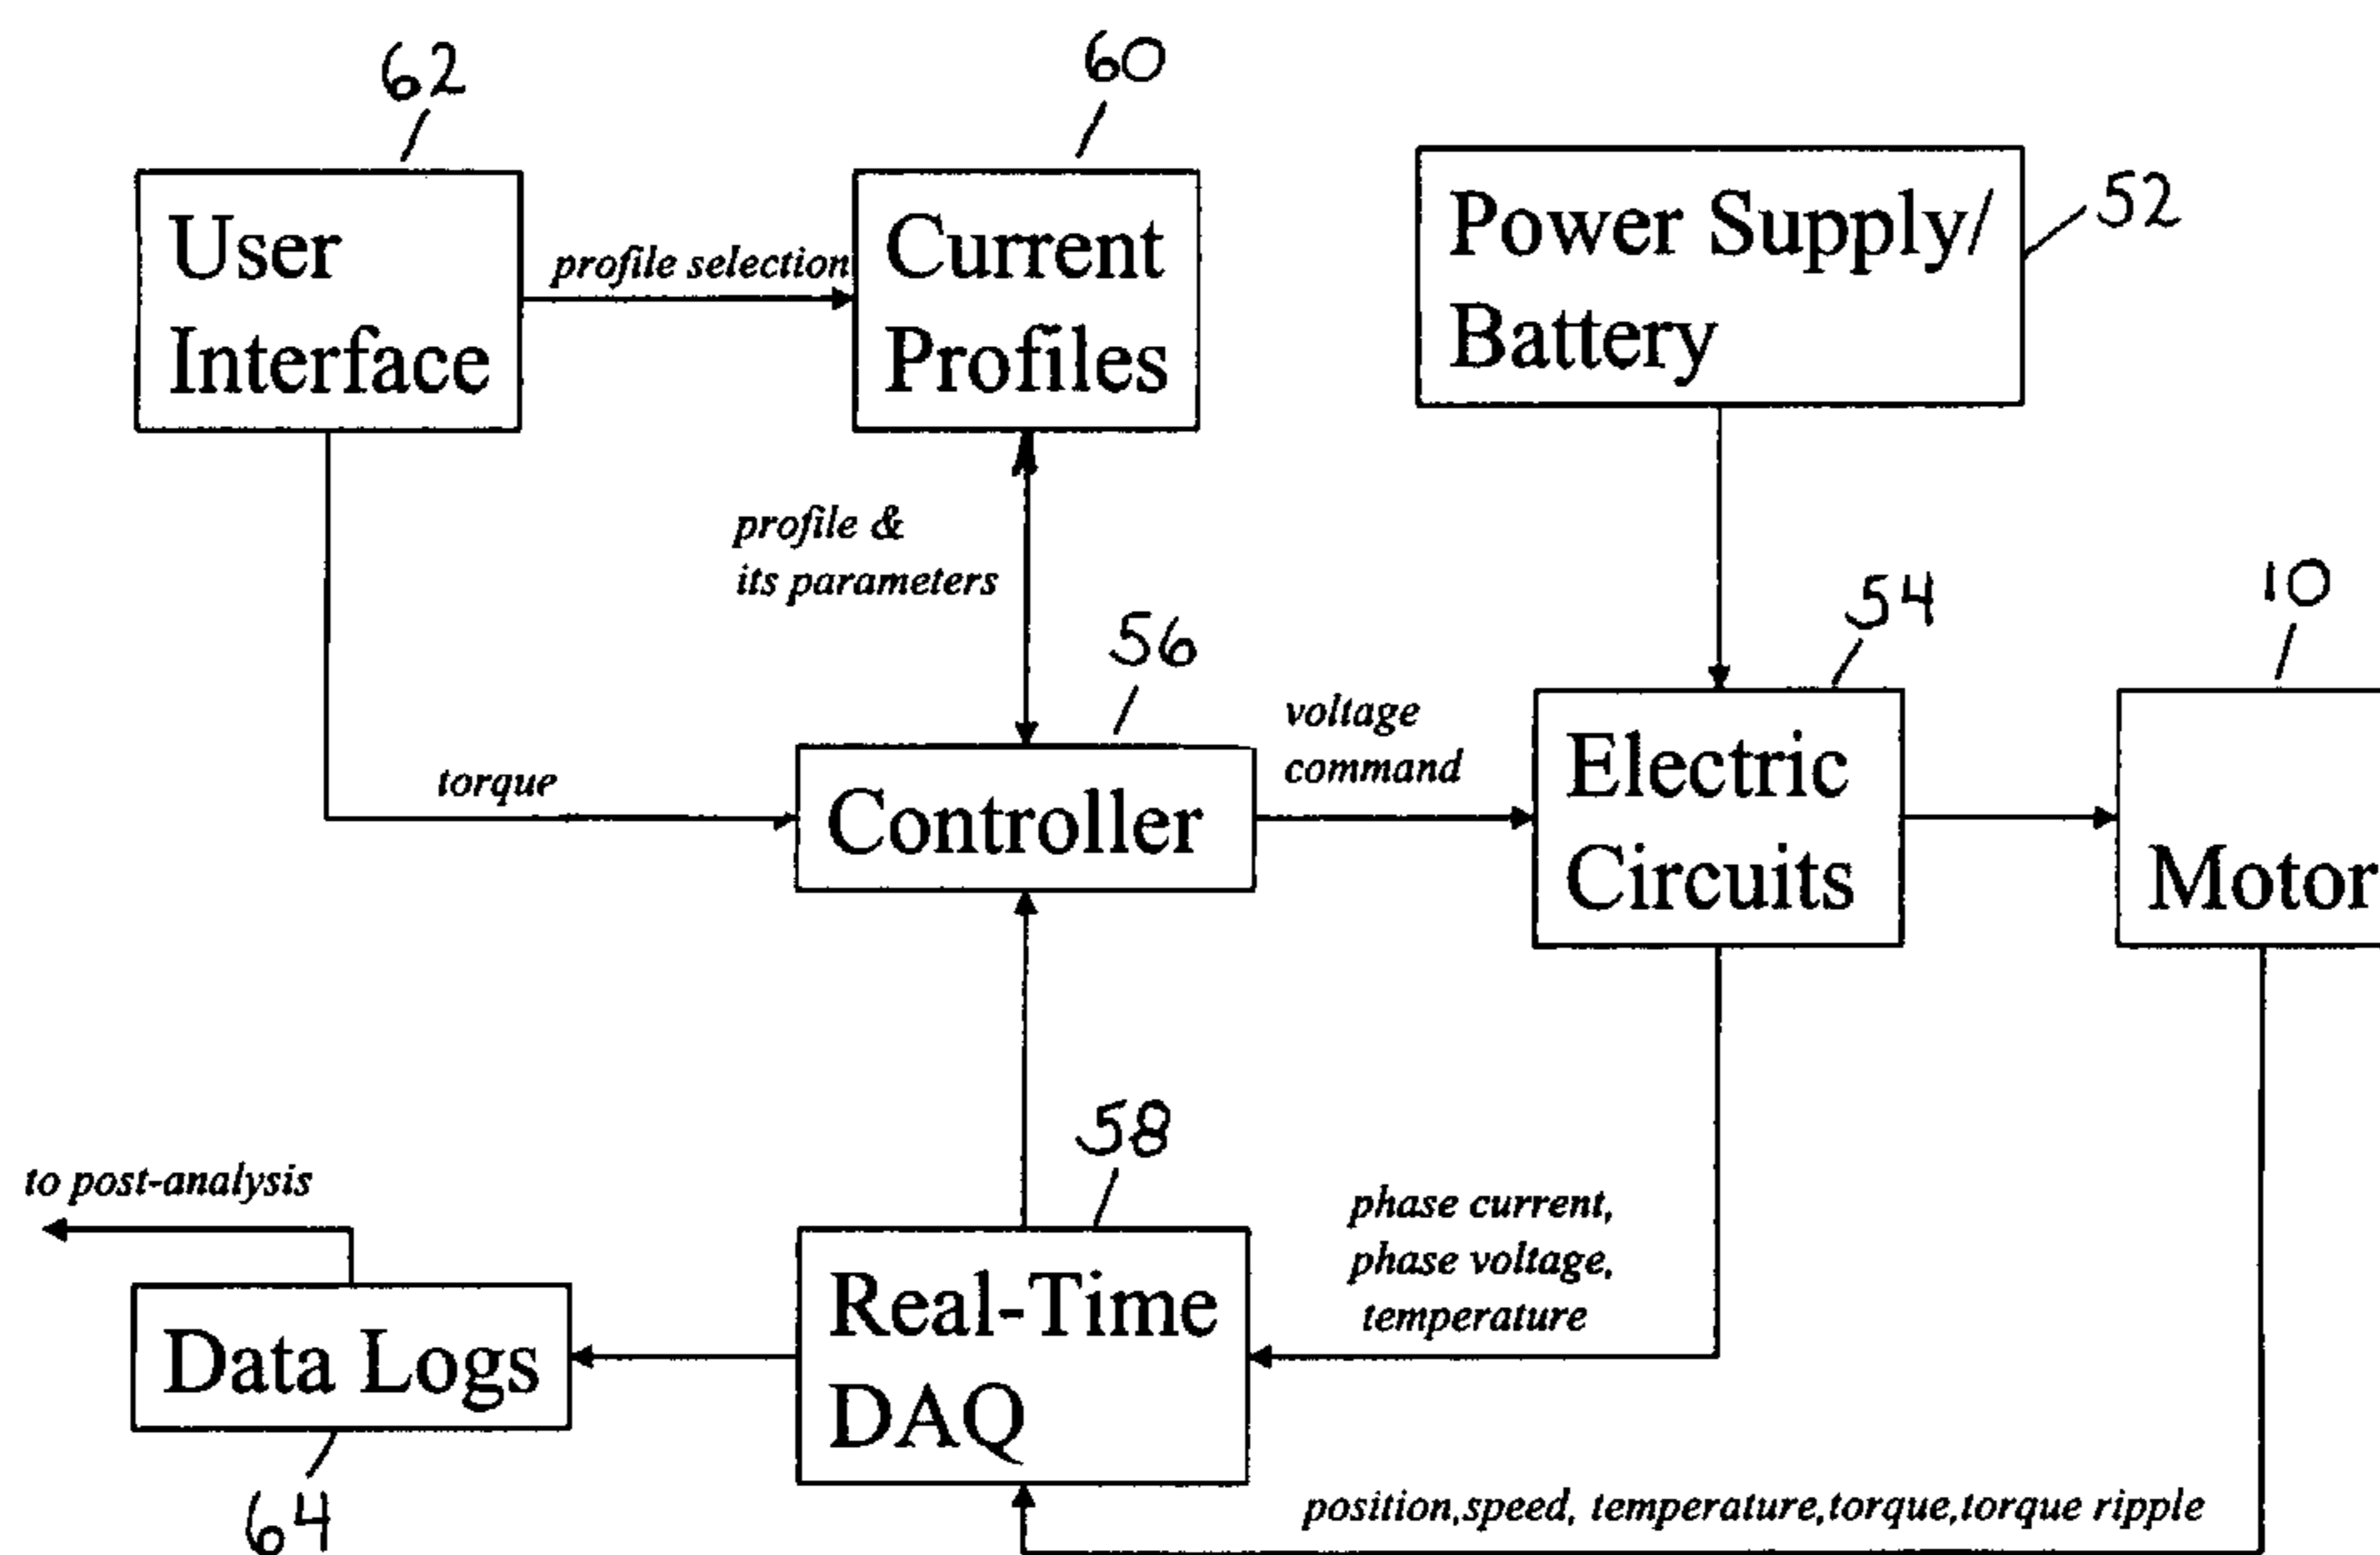 62
60
User
Interface
profile selection
Current
Profiles
Power Supply/
Battery
52
profile &
its parameters
56
54
10
torque
Controller
voltage
command
Electric
Circuits
Motor
to post-analysis
58
phase current,
phase voltage,
temperature
Data Logs
64
Real-Time
DAQ
position,speed, temperature,torque,torque ripple